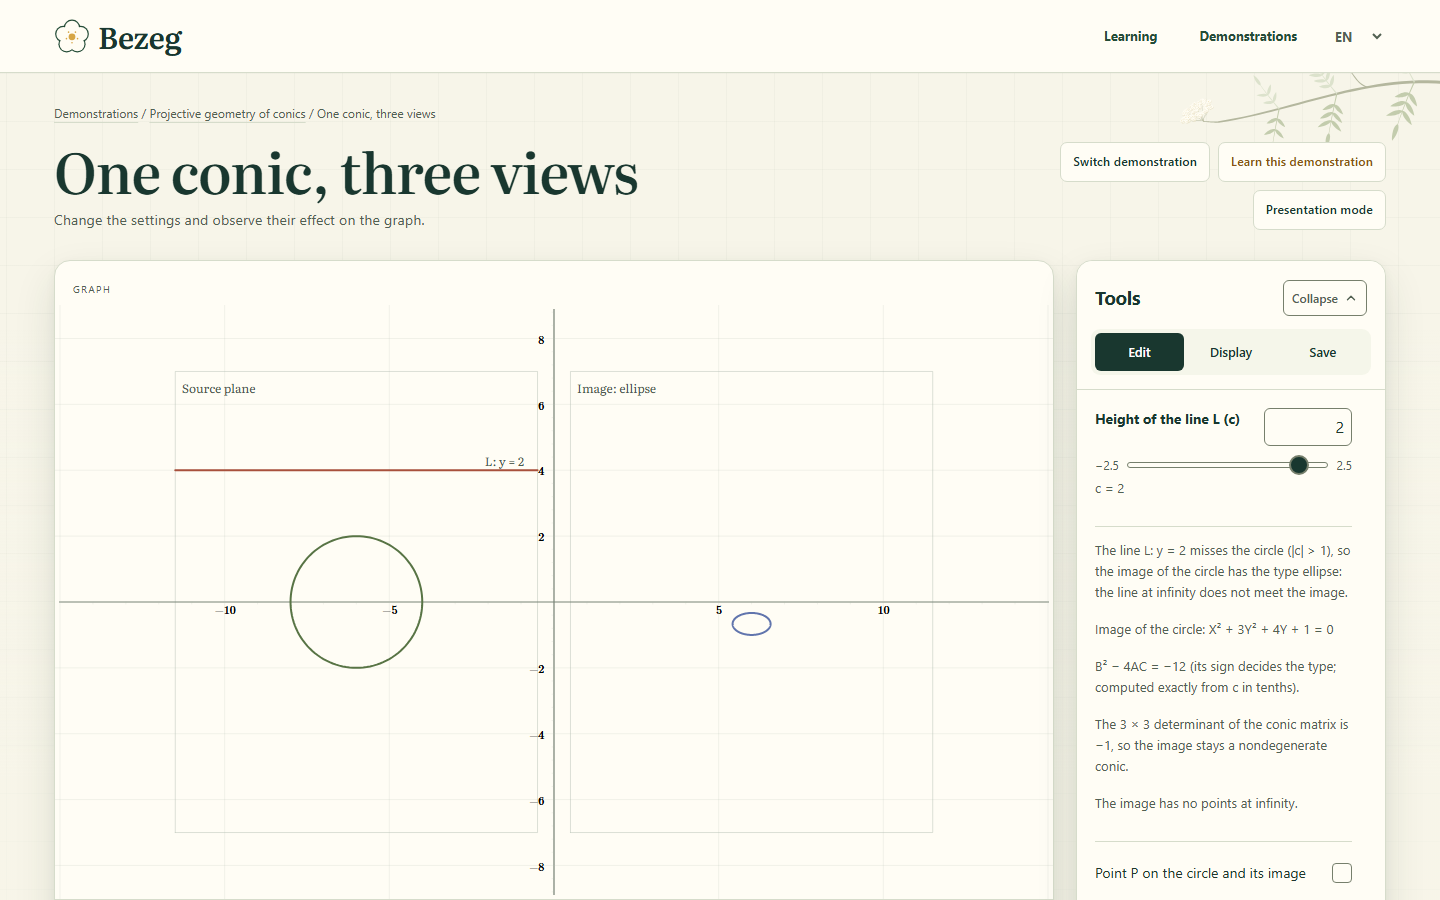 Bezeg
Learning
Demonstrations
EN
Demonstrations / Projective geometry of conics / One conic, three views
One conic, three views
Change the settings and observe their effect on the graph.
Switch demonstration
Learn this demonstration
Presentation mode
GRAPH
Source plane
Image: ellipse
L: y = 2
8
6
4
2
−2
−4
−6
−8
−10
−5
5
10
Tools
Collapse
Edit
Display
Save
Height of the line L (c)
2
−2.5
2.5
c = 2
The line L: y = 2 misses the circle (|c| > 1), so
the image of the circle has the type ellipse:
the line at infinity does not meet the image.
Image of the circle: X² + 3Y² + 4Y + 1 = 0
B² − 4AC = −12 (its sign decides the type;
computed exactly from c in tenths).
The 3 × 3 determinant of the conic matrix is
−1, so the image stays a nondegenerate
conic.
The image has no points at infinity.
Point P on the circle and its image